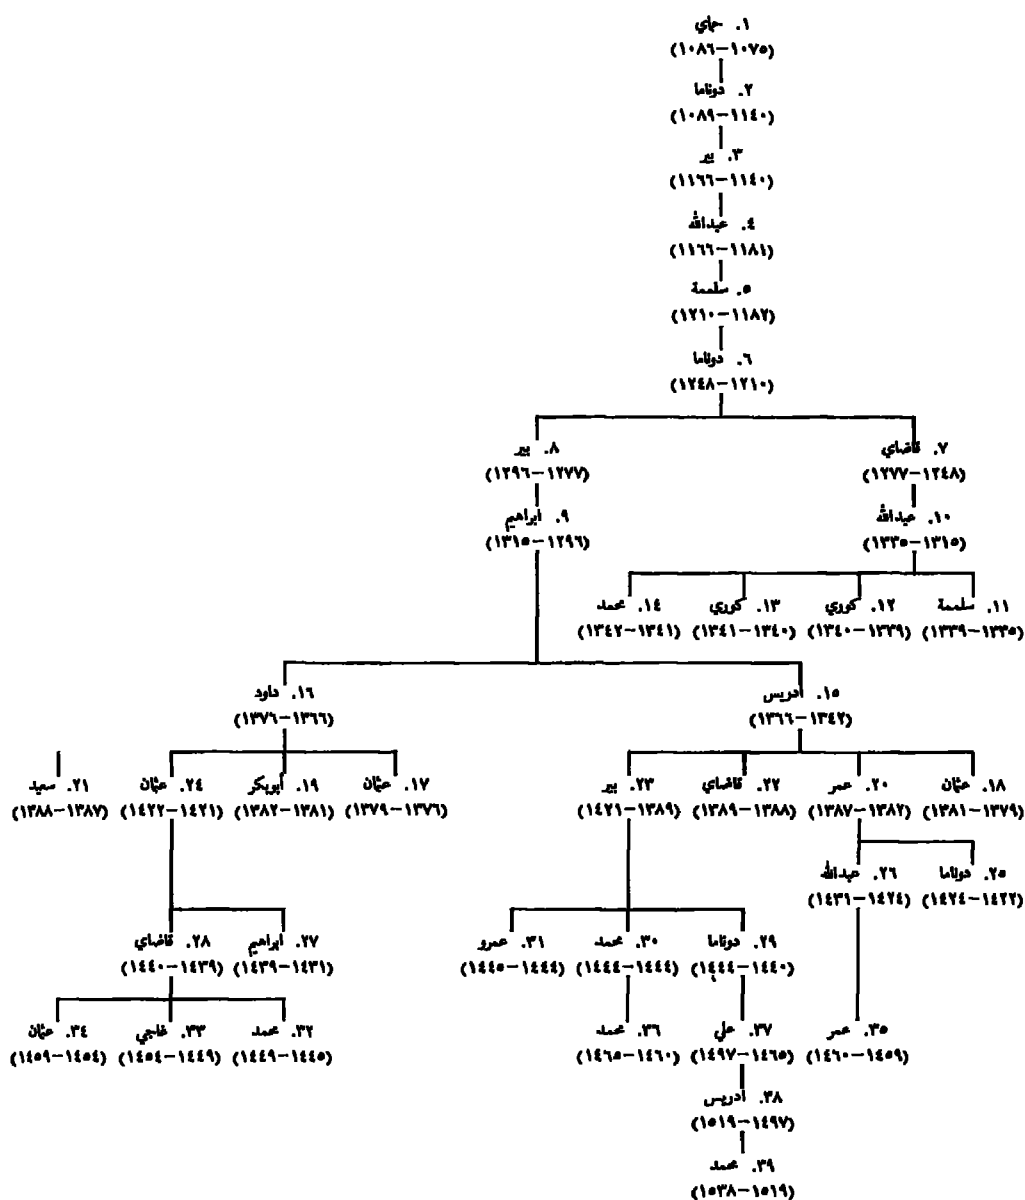 ١. حماي
(١٠٧٥–١٠٨٦)
٢. دوناما
(١١٤٠–١٠٨٩)
٣. بير
(١١٤٠–١١٦٦)
٤. عبدالله
(١١٨٤–١١٦٦)
٥. سلممة
(١١٨٢–١٢١٠)
٦. دوناما
(١٢١٠–١٢٤٨)
٧. قاضاي
(١٢٤٨–١٢٧٧)
٨. بير
(١٢٧٧–١٢٩٦)
٩. ابراهيم
(١٢٩٦–١٣١٥)
١٠. عبدالله
(١٣١٥–١٣٣٥)
١١. سلممة
(١٣٣٥–١٣٣٩)
١٢. كوري
(١٣٣٩–١٣٤٠)
١٣. كوري
(١٣٤٠–١٣٤١)
١٤. محمد
(١٣٤١–١٣٤٢)
١٥. ادريس
(١٣٤٢–١٣٦٦)
١٦. داود
(١٣٦٦–١٣٧٦)
١٨. عثمان
(١٣٧٩–١٣٨١)
٢٠. عمر
(١٣٨٢–١٣٨٧)
٢٢. قاضاي
(١٣٨٨–١٣٨٩)
٢٣. بير
(١٣٨٩–١٤٢١)
١٧. عثمان
(١٣٧٦–١٣٧٩)
١٩. أبوبكر
(١٣٨١–١٣٨٢)
٢٤. عثمان
(١٤٢١–١٤٢٢)
٢١. سعيد
(١٣٨٧–١٣٨٨)
٢٥. دوناما
(١٤٢٢–١٤٢٤)
٢٦. عبدالله
(١٤٢٤–١٤٣١)
٢٩. دوناما
(١٤٤٠–١٤٤٤)
٣٠. محمد
(١٤٤٤–١٤٤٤)
٣١. عمرو
(١٤٤٤–١٤٤٥)
٢٧. ابراهيم
(١٤٣١–١٤٣٩)
٢٨. قاضاي
(١٤٣٩–١٤٤٠)
٣٥. عمر
(١٤٥٩–١٤٦٠)
٣٧. علي
(١٤٦٥–١٤٩٧)
٣٦. محمد
(١٤٦٠–١٤٦٥)
٣٢. محمد
(١٤٤٥–١٤٤٩)
٣٣. غاجي
(١٤٤٩–١٤٥٤)
٣٤. عثمان
(١٤٥٤–١٤٥٩)
٣٨. ادريس
(١٤٩٧–١٥١٩)
٣٩. محمد
(١٥١٩–١٥٣٨)